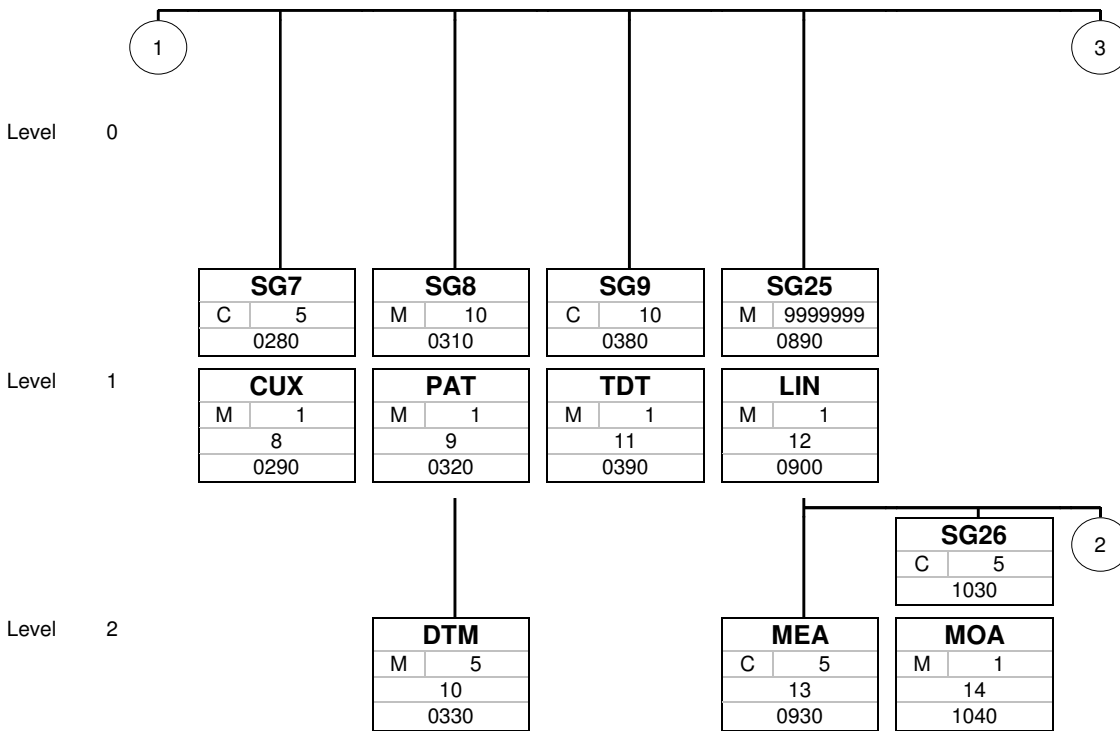 1 3
Level 0
SG7 SG8 SG9 SG25
C 5 M 10 C 10 M 9999999
0280 0310 0380 0890
Level 1 CUX PAT TDT LIN
M 1 M 1 M 1 M 1
8 9 11 12
0290 0320 0390 0900
SG26 2
C 5
1030
Level 2 DTM MEA MOA
M 5 C 5 M 1
10 13 14
0330 0930 1040